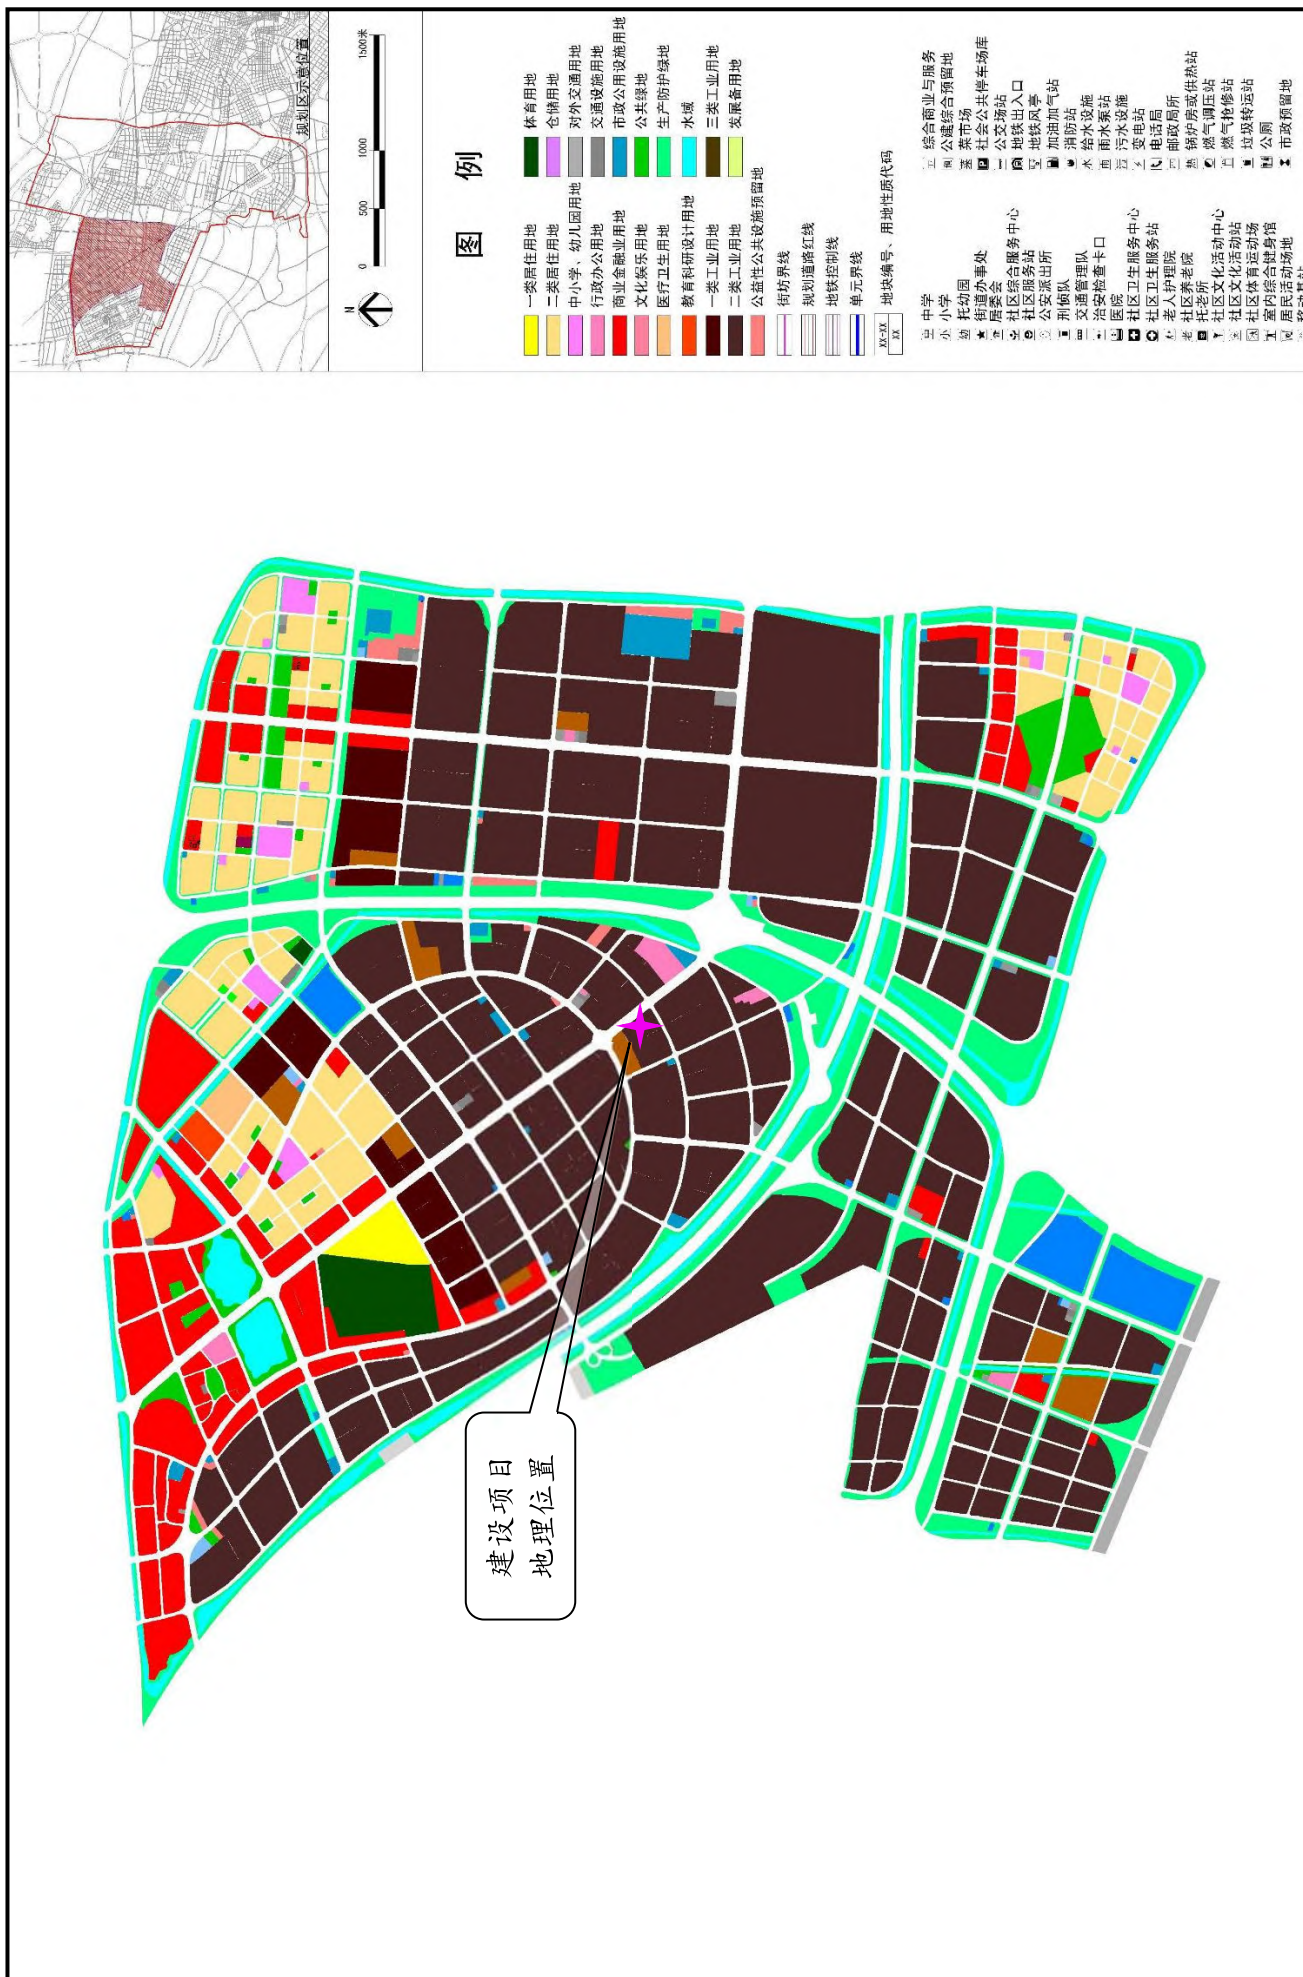 规划区示意位置
N
0
500
1000
1500米
图例
一类居住用地
二类居住用地
中小学、幼儿园用地
行政办公用地
商业金融业用地
文化娱乐用地
医疗卫生用地
教育科研设计用地
一类工业用地
二类工业用地
公益性公共设施预留地
体育用地
仓储用地
对外交通用地
交通设施用地
市政公用设施用地
公共绿地
生产防护绿地
水域
三类工业用地
发展备用地
街坊界线
规划道路红线
地铁控制线
单元界线
XX-XX
XX
地块编号、用地性质代码
中学
小学
托幼园
街道办事处
居委会
社区综合服务中心
社区服务站
公安派出所
刑侦队
交通管理队
治安检查卡口
医院
社区卫生服务中心
社区卫生服务站
老人护理院
社区养老院
托老所
社区文化活动中心
社区文化活动站
社区体育运动场
室内综合健身馆
居民活动场地
综合商业与服务
公建综合预留地
菜市场
社会公共停车场库
公交场站
地铁出入口
地铁风亭
加油加气站
消防站
给水设施
雨水泵站
污水设施
变电站
电话局
邮政局所
锅炉房或供热站
燃气调压站
燃气抢修站
垃圾转运站
公厕
市政预留地
建设项目
地理位置